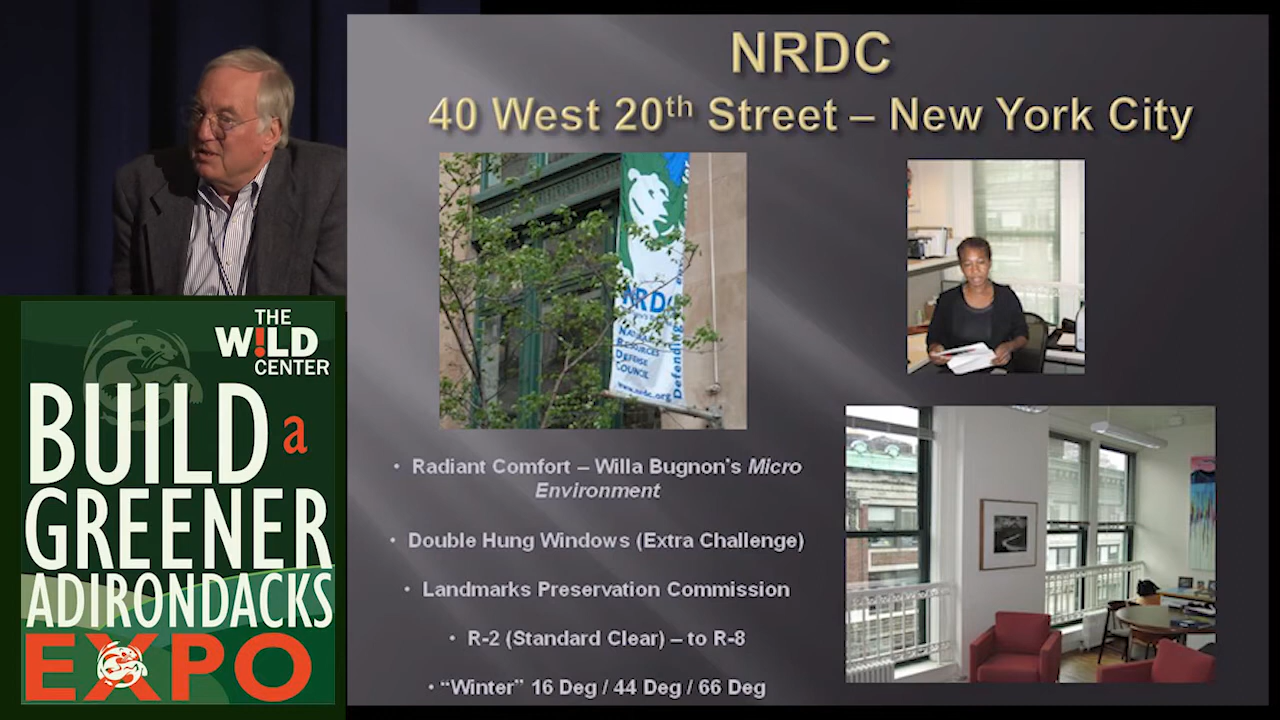 NRDC
40 West 20th Street – New York City
NRDC
NATURAL
RESOURCES
DEFENSE
COUNCIL
www.nrdc.org
Defending
• Radiant Comfort – Willa Bugnon's Micro
Environment
• Double Hung Windows (Extra Challenge)
• Landmarks Preservation Commission
• R-2 (Standard Clear) – to R-8
• “Winter” 16 Deg / 44 Deg / 66 Deg
THE
W!LD
CENTER
BUILD a
GREENER
ADIRONDACKS
EXPO